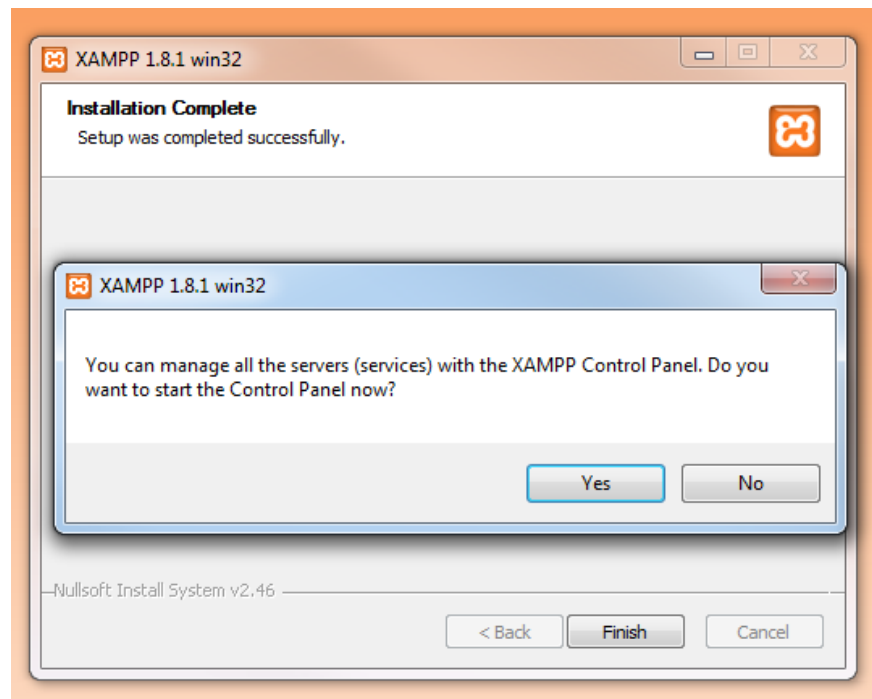 XAMPP 1.8.1 win32
Installation Complete
Setup was completed successfully.
XAMPP 1.8.1 win32
You can manage all the servers (services) with the XAMPP Control Panel. Do you
want to start the Control Panel now?
Yes No
Nullsoft Install System v2.46
< Back Finish Cancel